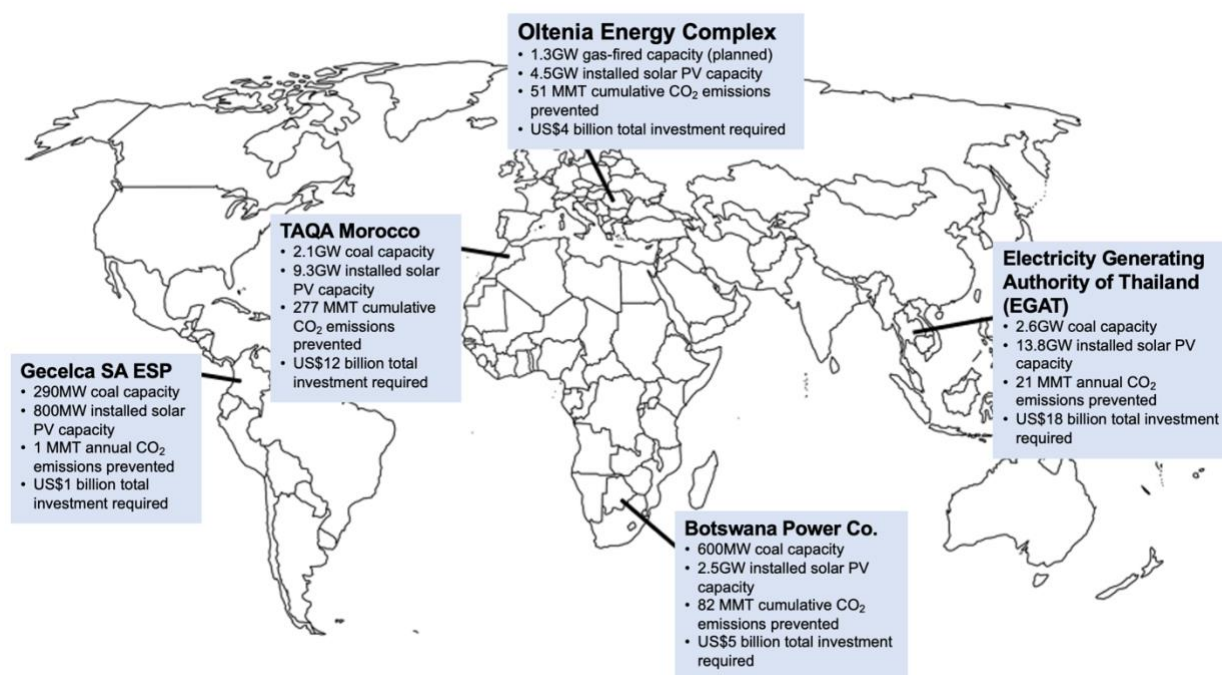 Oltenia Energy Complex
• 1.3GW gas-fired capacity (planned)
• 4.5GW installed solar PV capacity
• 51 MMT cumulative CO₂ emissions
prevented
• US$4 billion total investment required
TAQA Morocco
• 2.1GW coal capacity
• 9.3GW installed solar
PV capacity
• 277 MMT cumulative
CO₂ emissions
prevented
• US$12 billion total
investment required
Electricity Generating
Authority of Thailand
(EGAT)
• 2.6GW coal capacity
• 13.8GW installed solar PV
capacity
• 21 MMT annual CO₂
emissions prevented
• US$18 billion total investment
required
Gecelca SA ESP
• 290MW coal capacity
• 800MW installed solar
PV capacity
• 1 MMT annual CO₂
emissions prevented
• US$1 billion total
investment required
Botswana Power Co.
• 600MW coal capacity
• 2.5GW installed solar PV
capacity
• 82 MMT cumulative CO₂
emissions prevented
• US$5 billion total investment
required